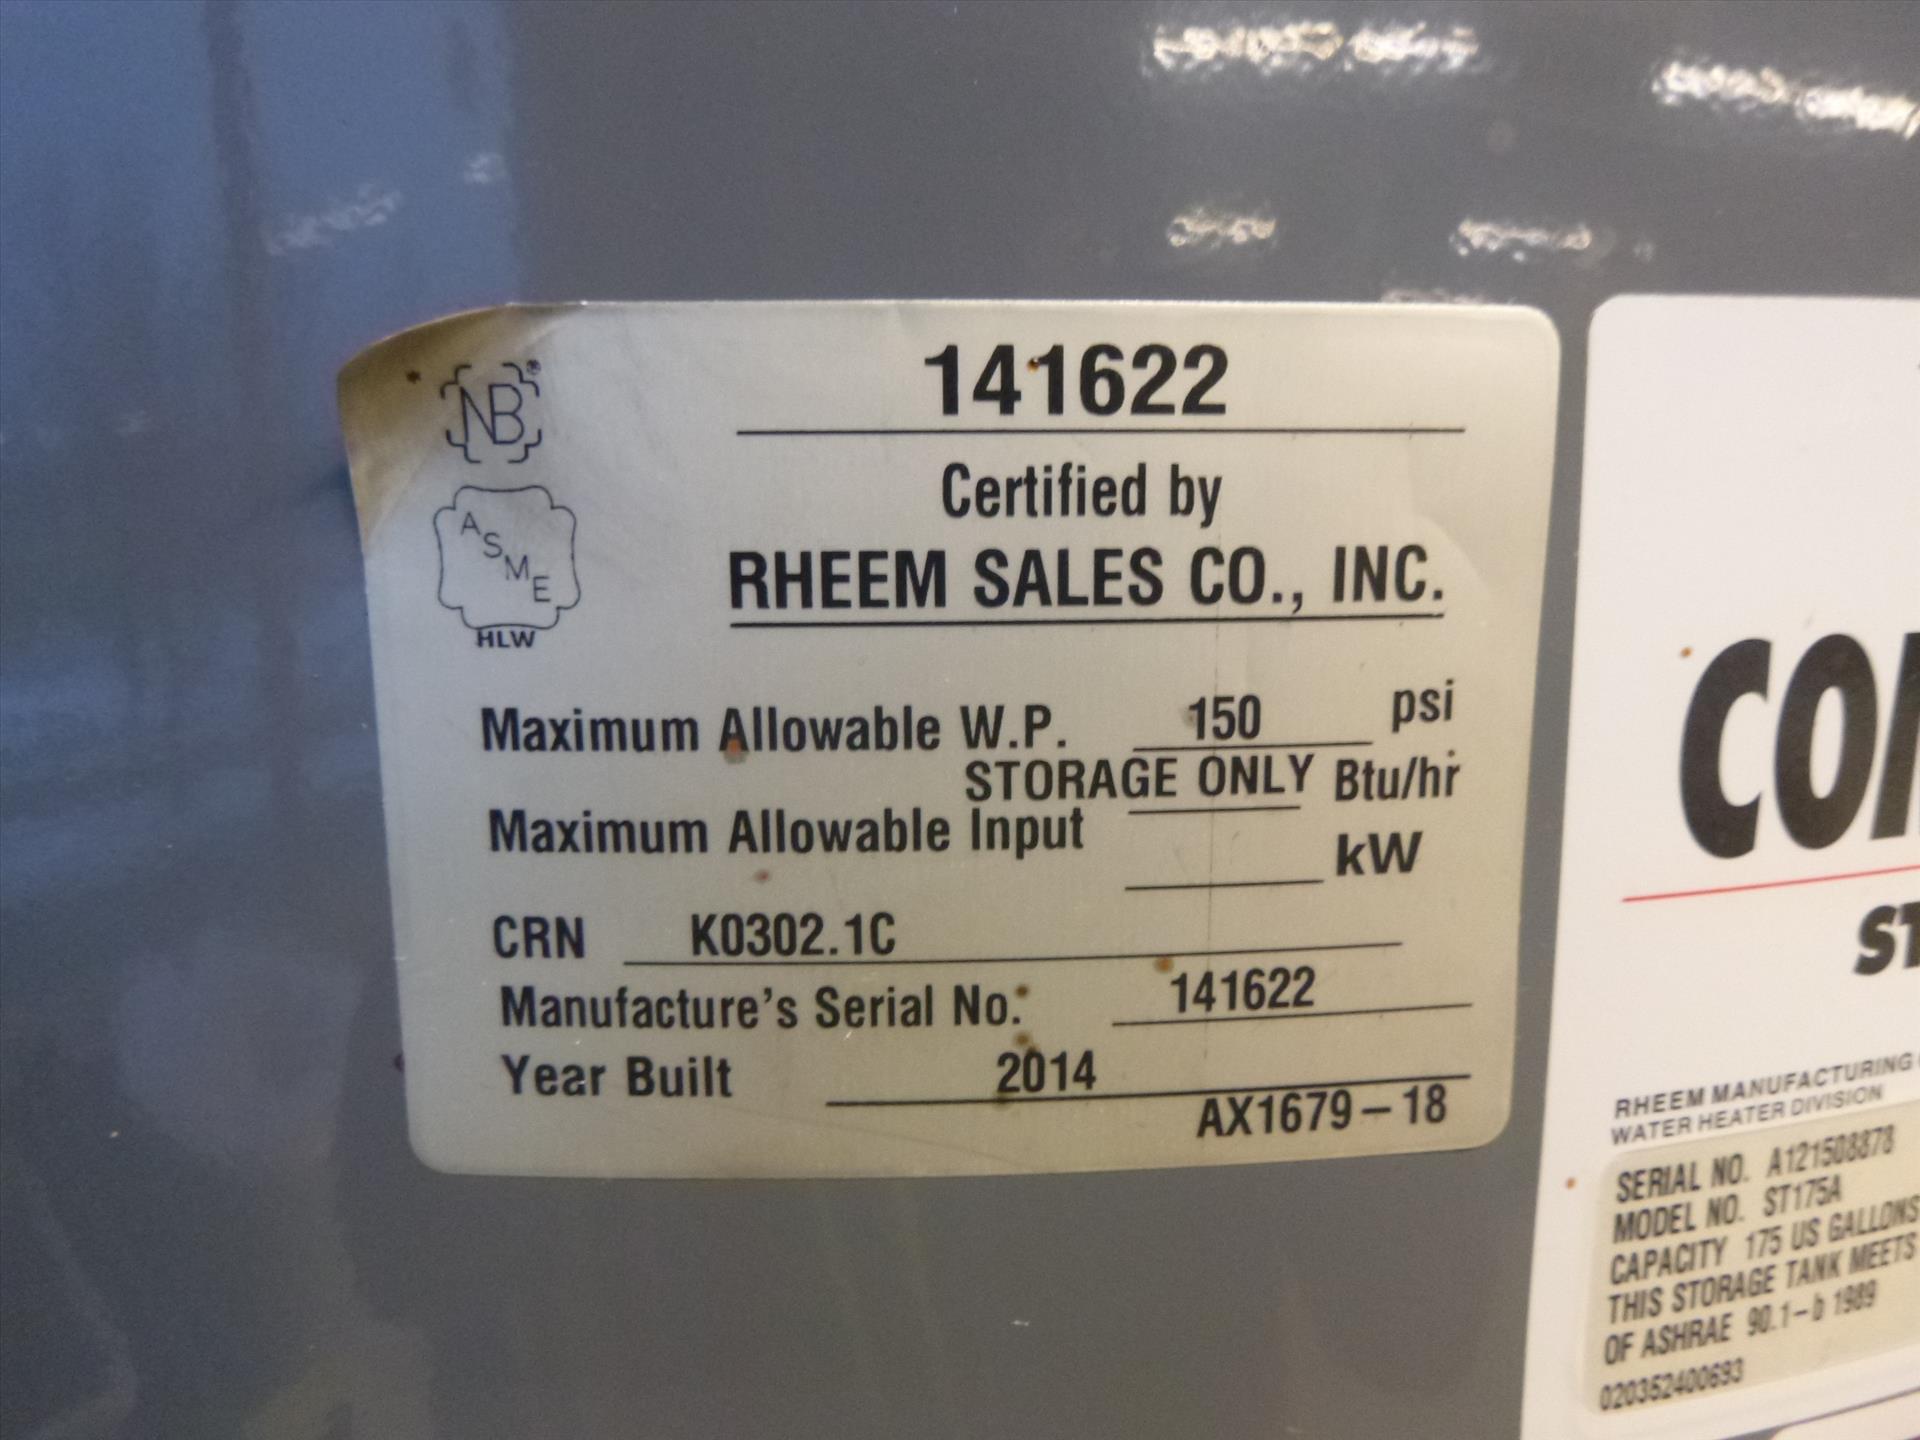 NB®
ASME
HLW
141622
Certified by
RHEEM SALES CO., INC.
Maximum Allowable W.P. 150 psi
STORAGE ONLY Btu/hr
Maximum Allowable Input
kW
CRN K0302.1C
Manufacture's Serial No. 141622
Year Built 2014
AX1679-18
RHEEM MANUFACTURING
WATER HEATER DIVISION
SERIAL NO. A121508878
MODEL NO. ST175A
CAPACITY 175 US GALLONS
THIS STORAGE TANK MEETS
OF ASHRAE 90.1-b 1989
020352400693